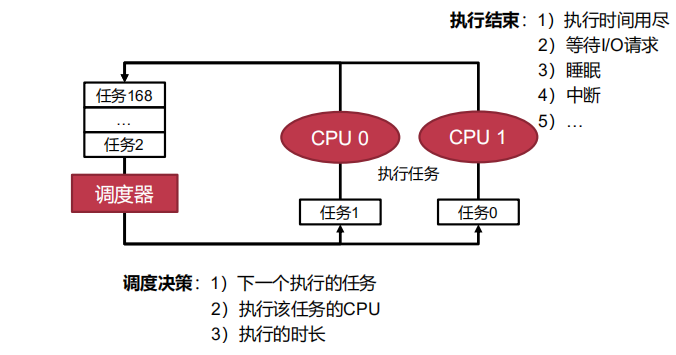 执行结束：1）执行时间用尽
2）等待I/O请求
3）睡眠
4）中断
5）…
任务168
…
任务2
调度器
CPU 0
CPU 1
执行任务
任务1
任务0
调度决策：1）下一个执行的任务
2）执行该任务的CPU
3）执行的时长